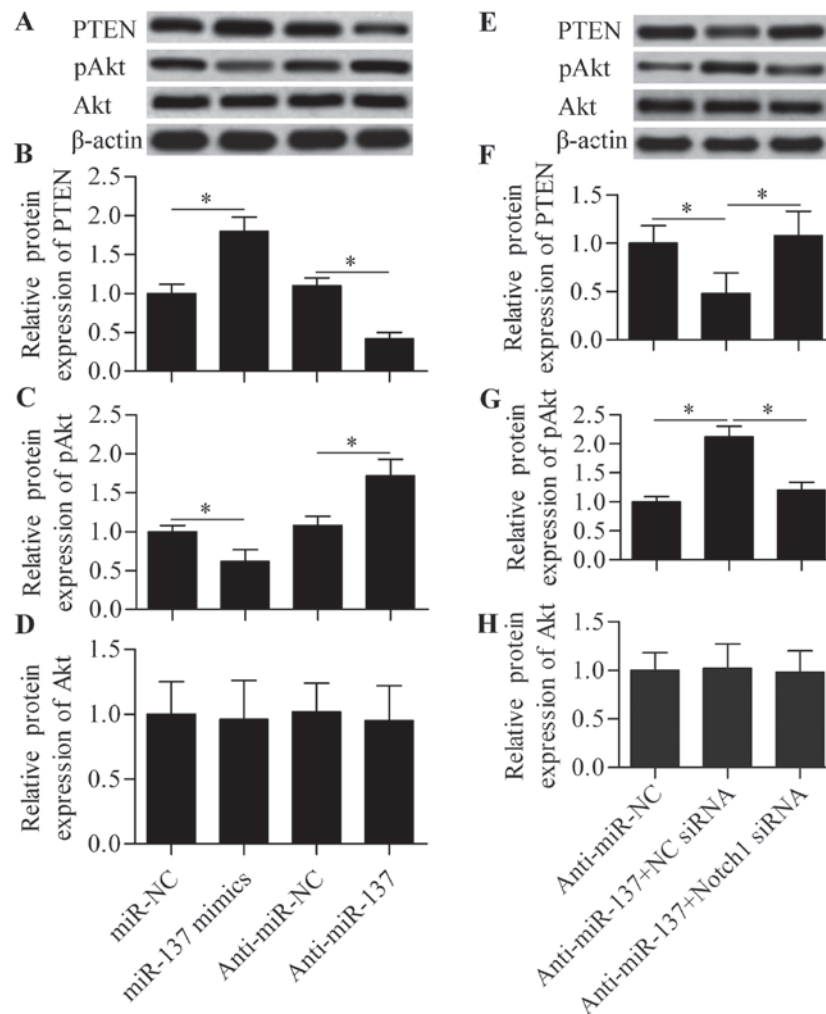 A
PTEN
pAkt
Akt
β-actin
B
Relative protein
expression of PTEN
2.5
2.0
1.5
1.0
0.5
0.0
*
*
C
Relative protein
expression of pAkt
2.5
2.0
1.5
1.0
0.5
0.0
*
*
D
Relative protein
expression of Akt
1.5
1.0
0.5
0.0
miR-NC
miR-137 mimics
Anti-miR-NC
Anti-miR-137
E
PTEN
pAkt
Akt
β-actin
F
Relative protein
expression of PTEN
1.5
1.0
0.5
0.0
*
*
G
Relative protein
expression of pAkt
2.5
2.0
1.5
1.0
0.5
0.0
*
*
H
Relative protein
expression of Akt
1.5
1.0
0.5
0.0
Anti-miR-NC
Anti-miR-137+NC siRNA
Anti-miR-137+Notch1 siRNA